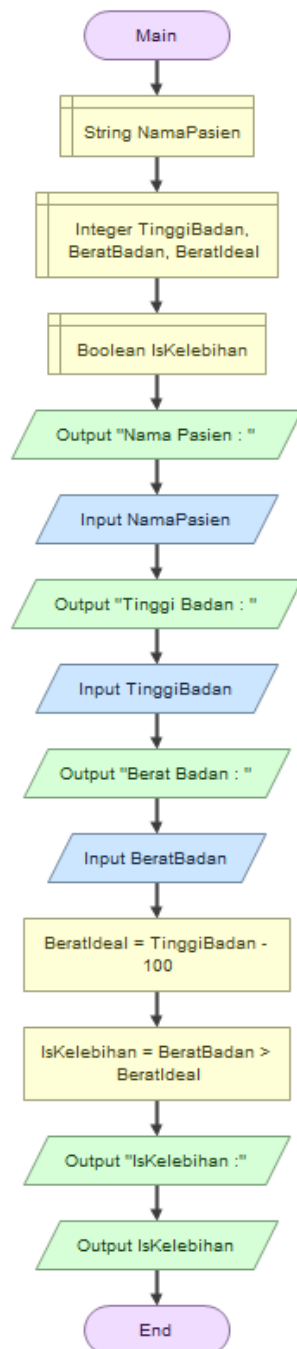 Main
String NamaPasien
Integer TinggiBadan,
BeratBadan, BeratIdeal
Boolean IsKelebihan
Output "Nama Pasien : "
Input NamaPasien
Output "Tinggi Badan : "
Input TinggiBadan
Output "Berat Badan : "
Input BeratBadan
BeratIdeal = TinggiBadan -
100
IsKelebihan = BeratBadan >
BeratIdeal
Output "IsKelebihan :"
Output IsKelebihan
End